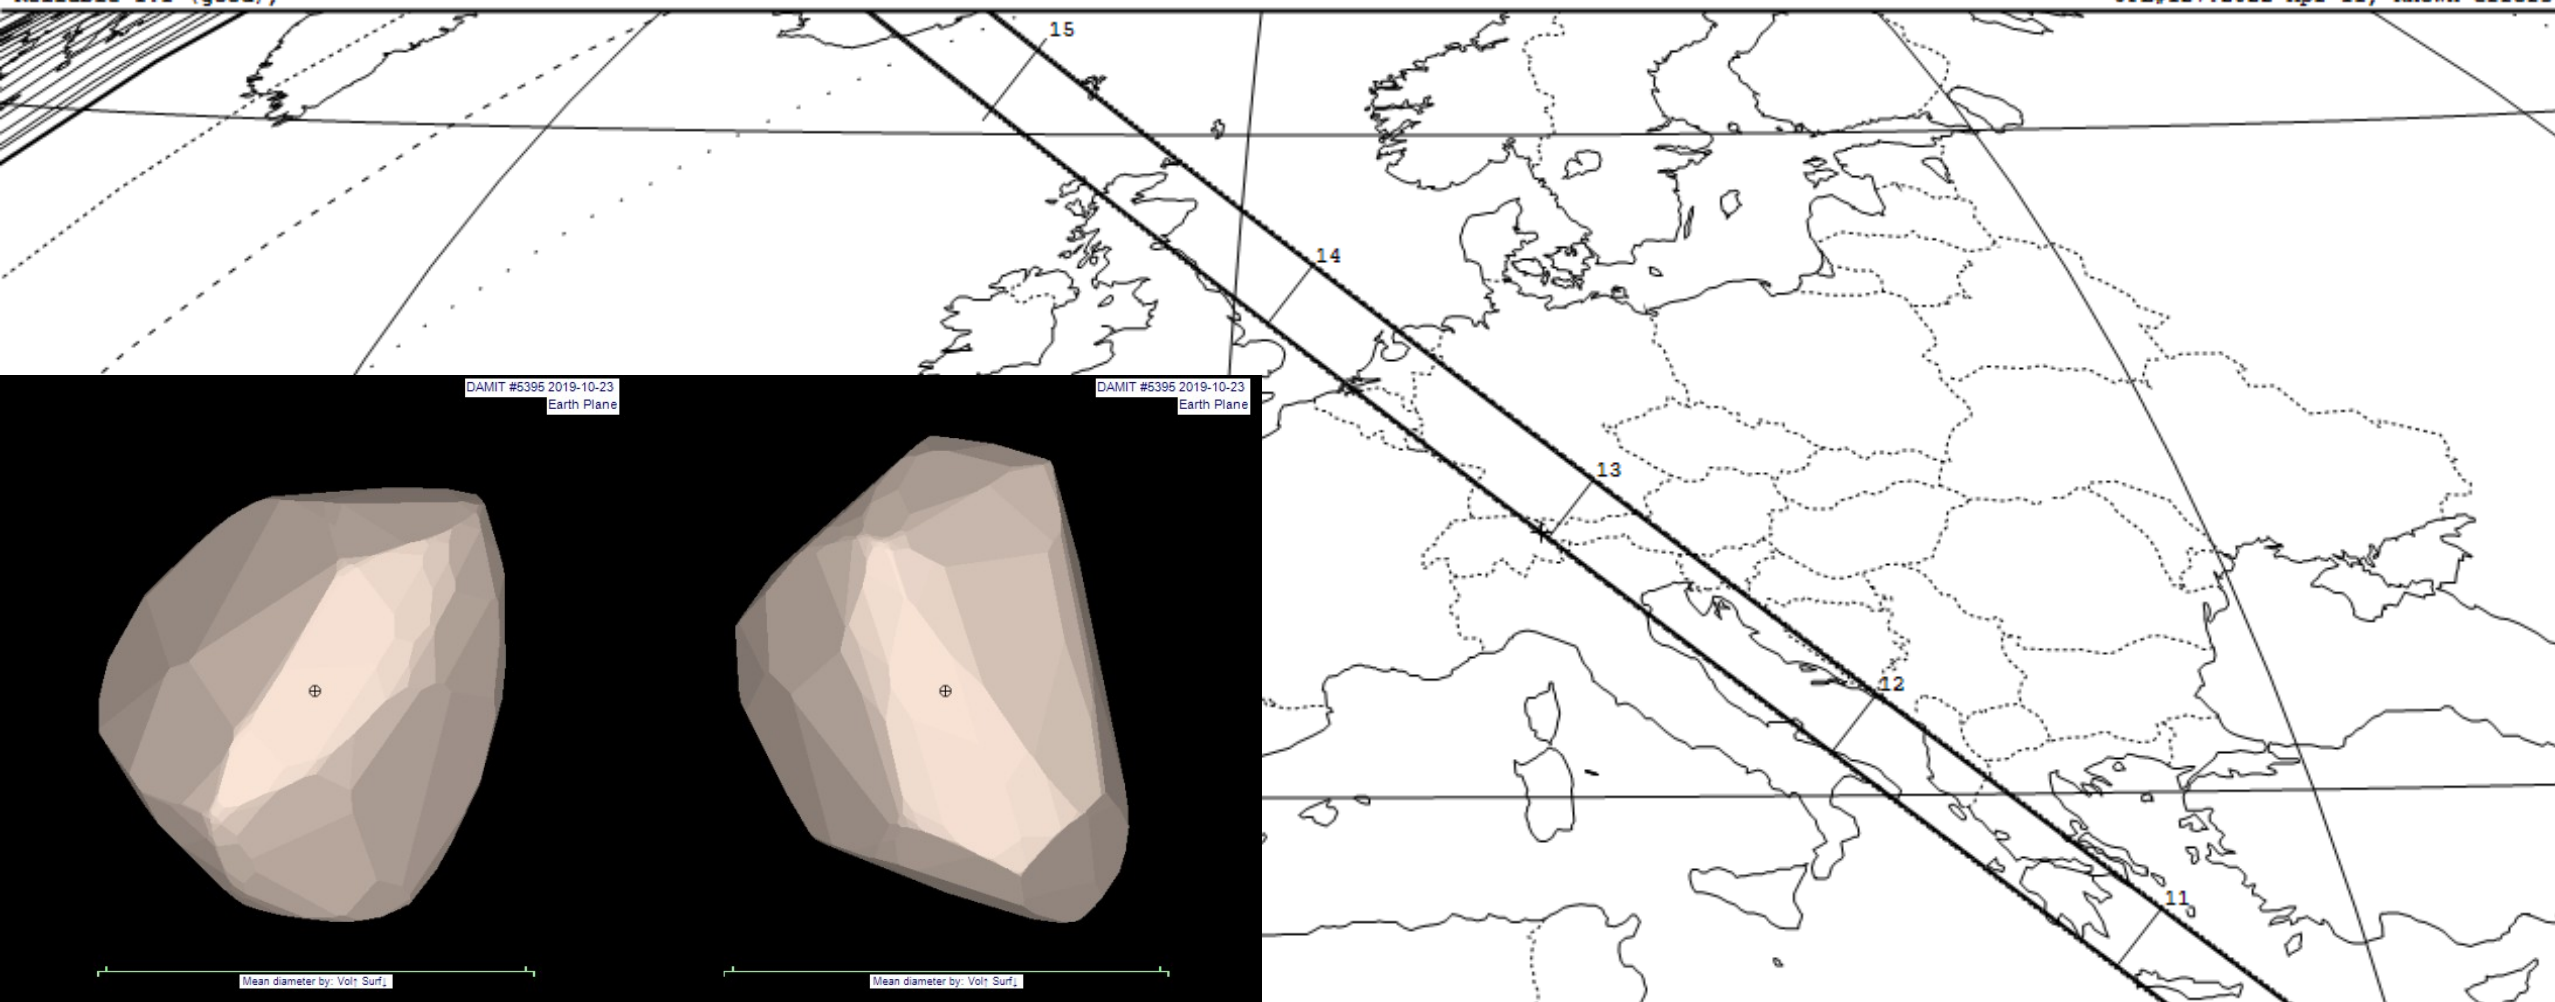 15
14
DAMIT #5395 2019-10-23
Earth Plane
DAMIT #5395 2019-10-23
Earth Plane
13
12
11
Mean diameter by: Vol↑ Surf↓
Mean diameter by: Vol↑ Surf↓